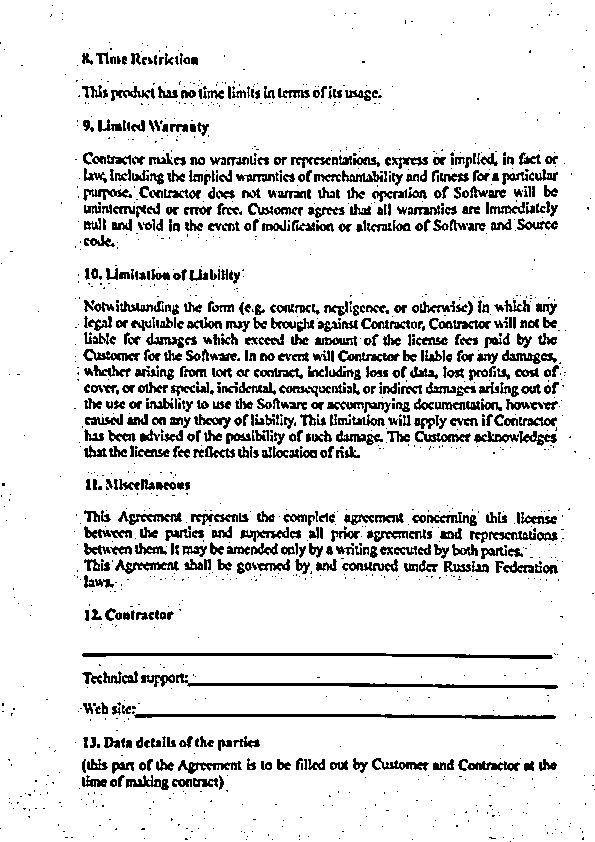 8. Time Restriction
This product has no time limits in terms of its usage.
9. Limited Warranty
Contractor makes no warranties or representations, express or implied, in fact or
law, including the implied warranties of merchantability and fitness for a particular
purpose. Contractor does not warrant that the operation of Software will be
uninterrupted or error free. Customer agrees that all warranties are immediately
null and void in the event of modification or alteration of Software and Source
code.
10. Limitation of Liability
Notwithstanding the form (e.g. contract, negligence, or otherwise) in which any
legal or equitable action may be brought against Contractor, Contractor will not be
liable for damages which exceed the amount of the license fees paid by the
Customer for the Software. In no event will Contractor be liable for any damages,
whether arising from tort or contract, including loss of data, lost profits, cost of
cover, or other special, incidental, consequential, or indirect damages arising out of
the use or inability to use the Software or accompanying documentation, however
caused and on any theory of liability. This limitation will apply even if Contractor
has been advised of the possibility of such damage. The Customer acknowledges
that the license fee reflects this allocation of risk.
11. Miscellaneous
This Agreement represents the complete agreement concerning this license
between the parties and supersedes all prior agreements and representations
between them. It may be amended only by a writing executed by both parties.
This Agreement shall be governed by and construed under Russian Federation
laws.
12. Contractor
Technical support:
Web site:
13. Data details of the parties
(this part of the Agreement is to be filled out by Customer and Contractor at the
time of making contract)